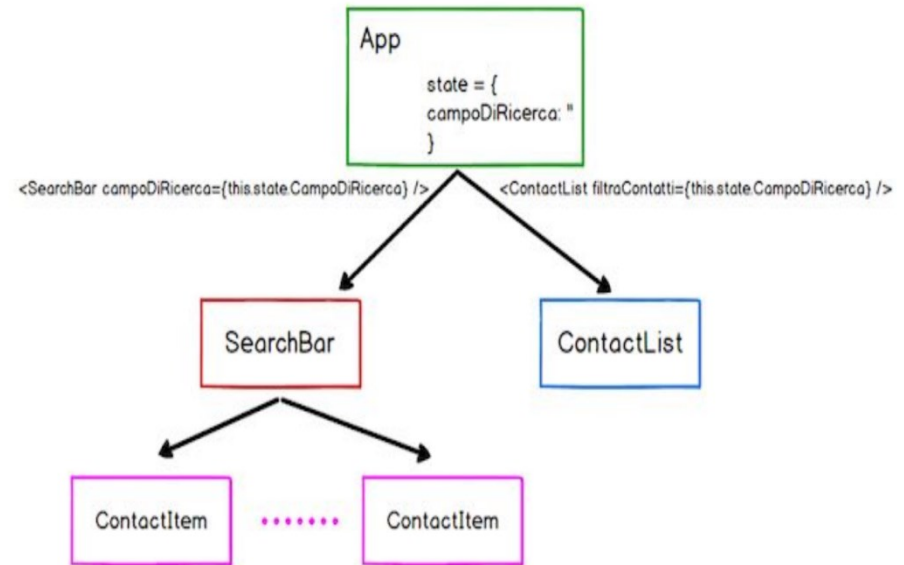 App
state = {
campoDiRicerca: "
}
<SearchBar campoDiRicerca={this.state.CampoDiRicerca} />
<ContactList filtraContatti={this.state.CampoDiRicerca} />
SearchBar
ContactList
ContactItem
ContactItem